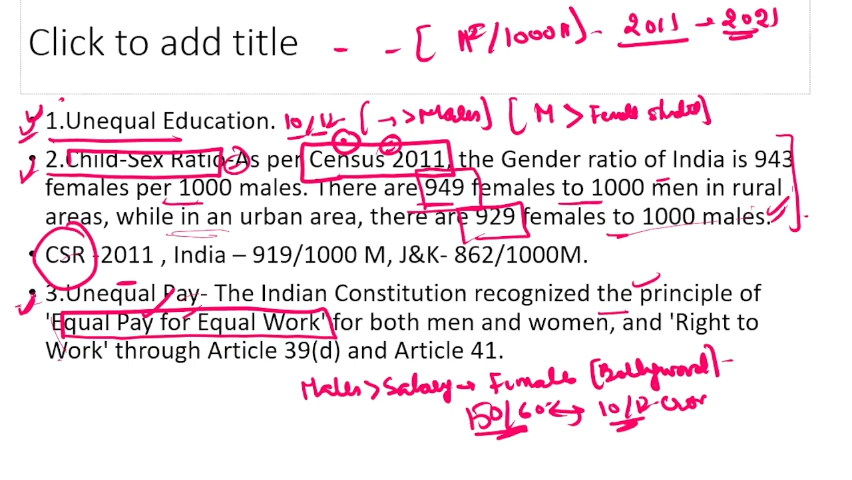 Click to add title - - [ /1000 ] - 2011 → 2021
1.Unequal Education. 10/12 [ → > Males] [ M > Female ]
• 2.Child-Sex Ratio-As per Census 2011, the Gender ratio of India is 943
females per 1000 males. There are 949 females to 1000 men in rural
areas, while in an urban area, there are 929 females to 1000 males.
• CSR -2011 , India – 919/1000 M, J&K- 862/1000M.
• 3.Unequal Pay- The Indian Constitution recognized the principle of
'Equal Pay for Equal Work' for both men and women, and 'Right to
Work' through Article 39(d) and Article 41.
Males > Salary → Female [Bollywood] -
150/60 ↔ 10/12 Cror